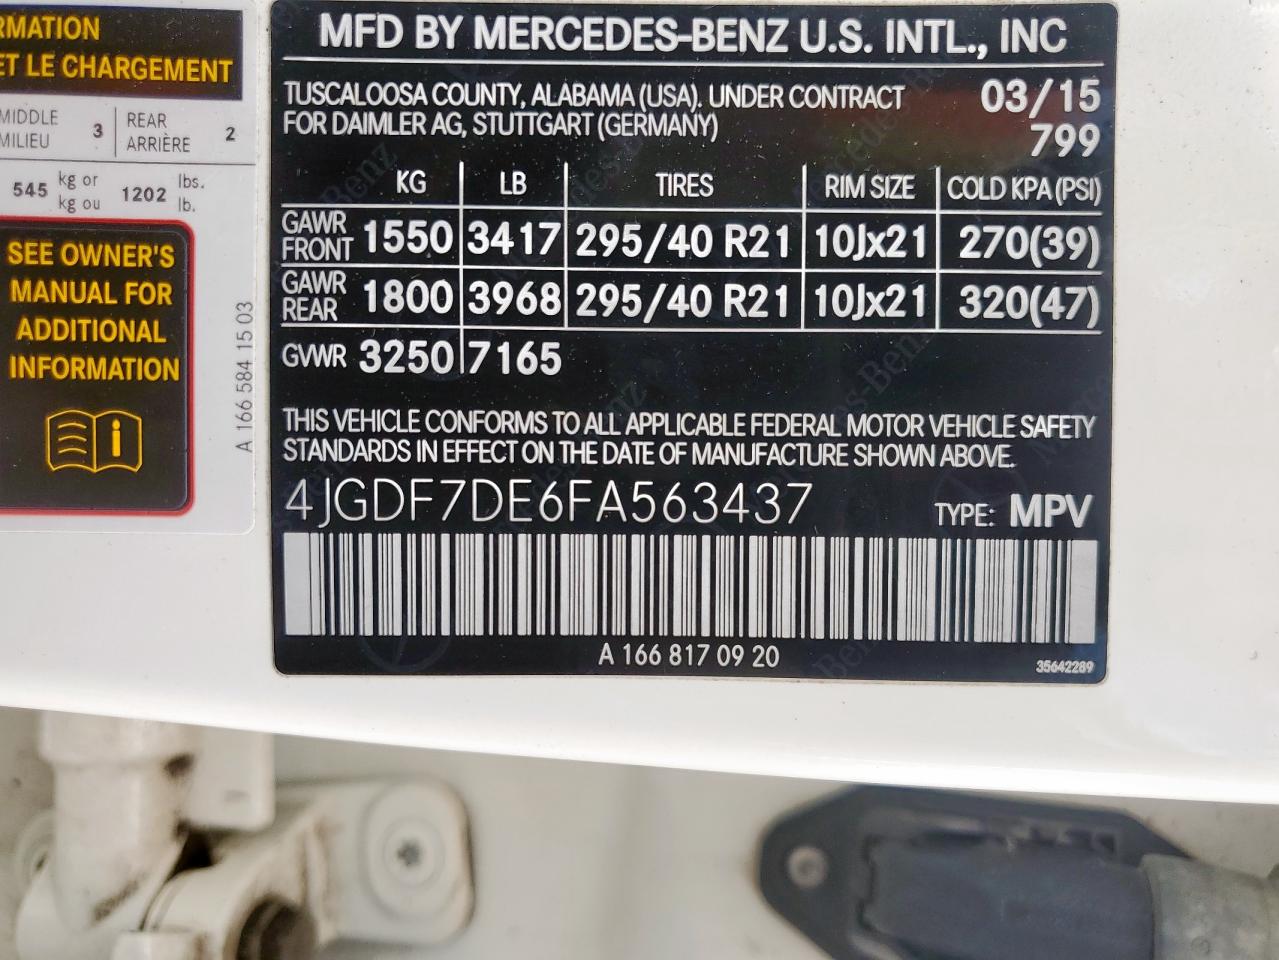 RMATION
ET LE CHARGEMENT
MIDDLE
MILIEU 3
REAR
ARRIÈRE 2
545 kg or
kg ou 1202 lbs.
lb.
SEE OWNER'S
MANUAL FOR
ADDITIONAL
INFORMATION
A 166 584 15 03
MFD BY MERCEDES-BENZ U.S. INTL., INC
TUSCALOOSA COUNTY, ALABAMA (USA). UNDER CONTRACT 03/15
FOR DAIMLER AG, STUTTGART (GERMANY) 799
KG LB TIRES RIM SIZE COLD KPA (PSI)
GAWR
FRONT 1550 3417 295/40 R21 10Jx21 270(39)
GAWR
REAR 1800 3968 295/40 R21 10Jx21 320(47)
GVWR 3250 7165
THIS VEHICLE CONFORMS TO ALL APPLICABLE FEDERAL MOTOR VEHICLE SAFETY
STANDARDS IN EFFECT ON THE DATE OF MANUFACTURE SHOWN ABOVE.
4JGDF7DE6FA563437 TYPE: MPV
A 166 817 09 20
35642289